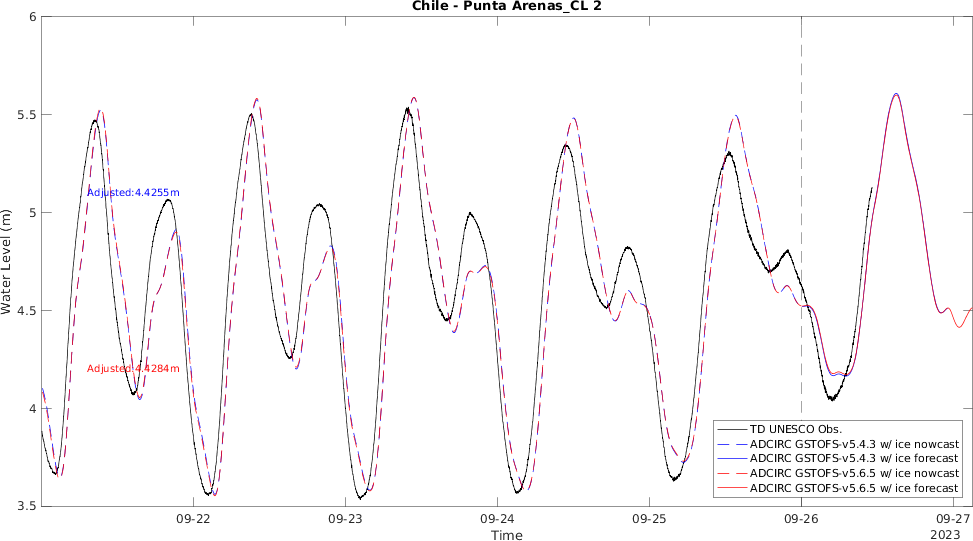 Chile - Punta Arenas_CL 2
6
5.5
5
4.5
4
3.5
Water Level (m)
Adjusted:4.4255m
Adjusted:4.4284m
TD UNESCO Obs.
ADCIRC GSTOFS-v5.4.3 w/ ice nowcast
ADCIRC GSTOFS-v5.4.3 w/ ice forecast
ADCIRC GSTOFS-v5.6.5 w/ ice nowcast
ADCIRC GSTOFS-v5.6.5 w/ ice forecast
09-22 09-23 09-24 09-25 09-26 09-27
Time
2023